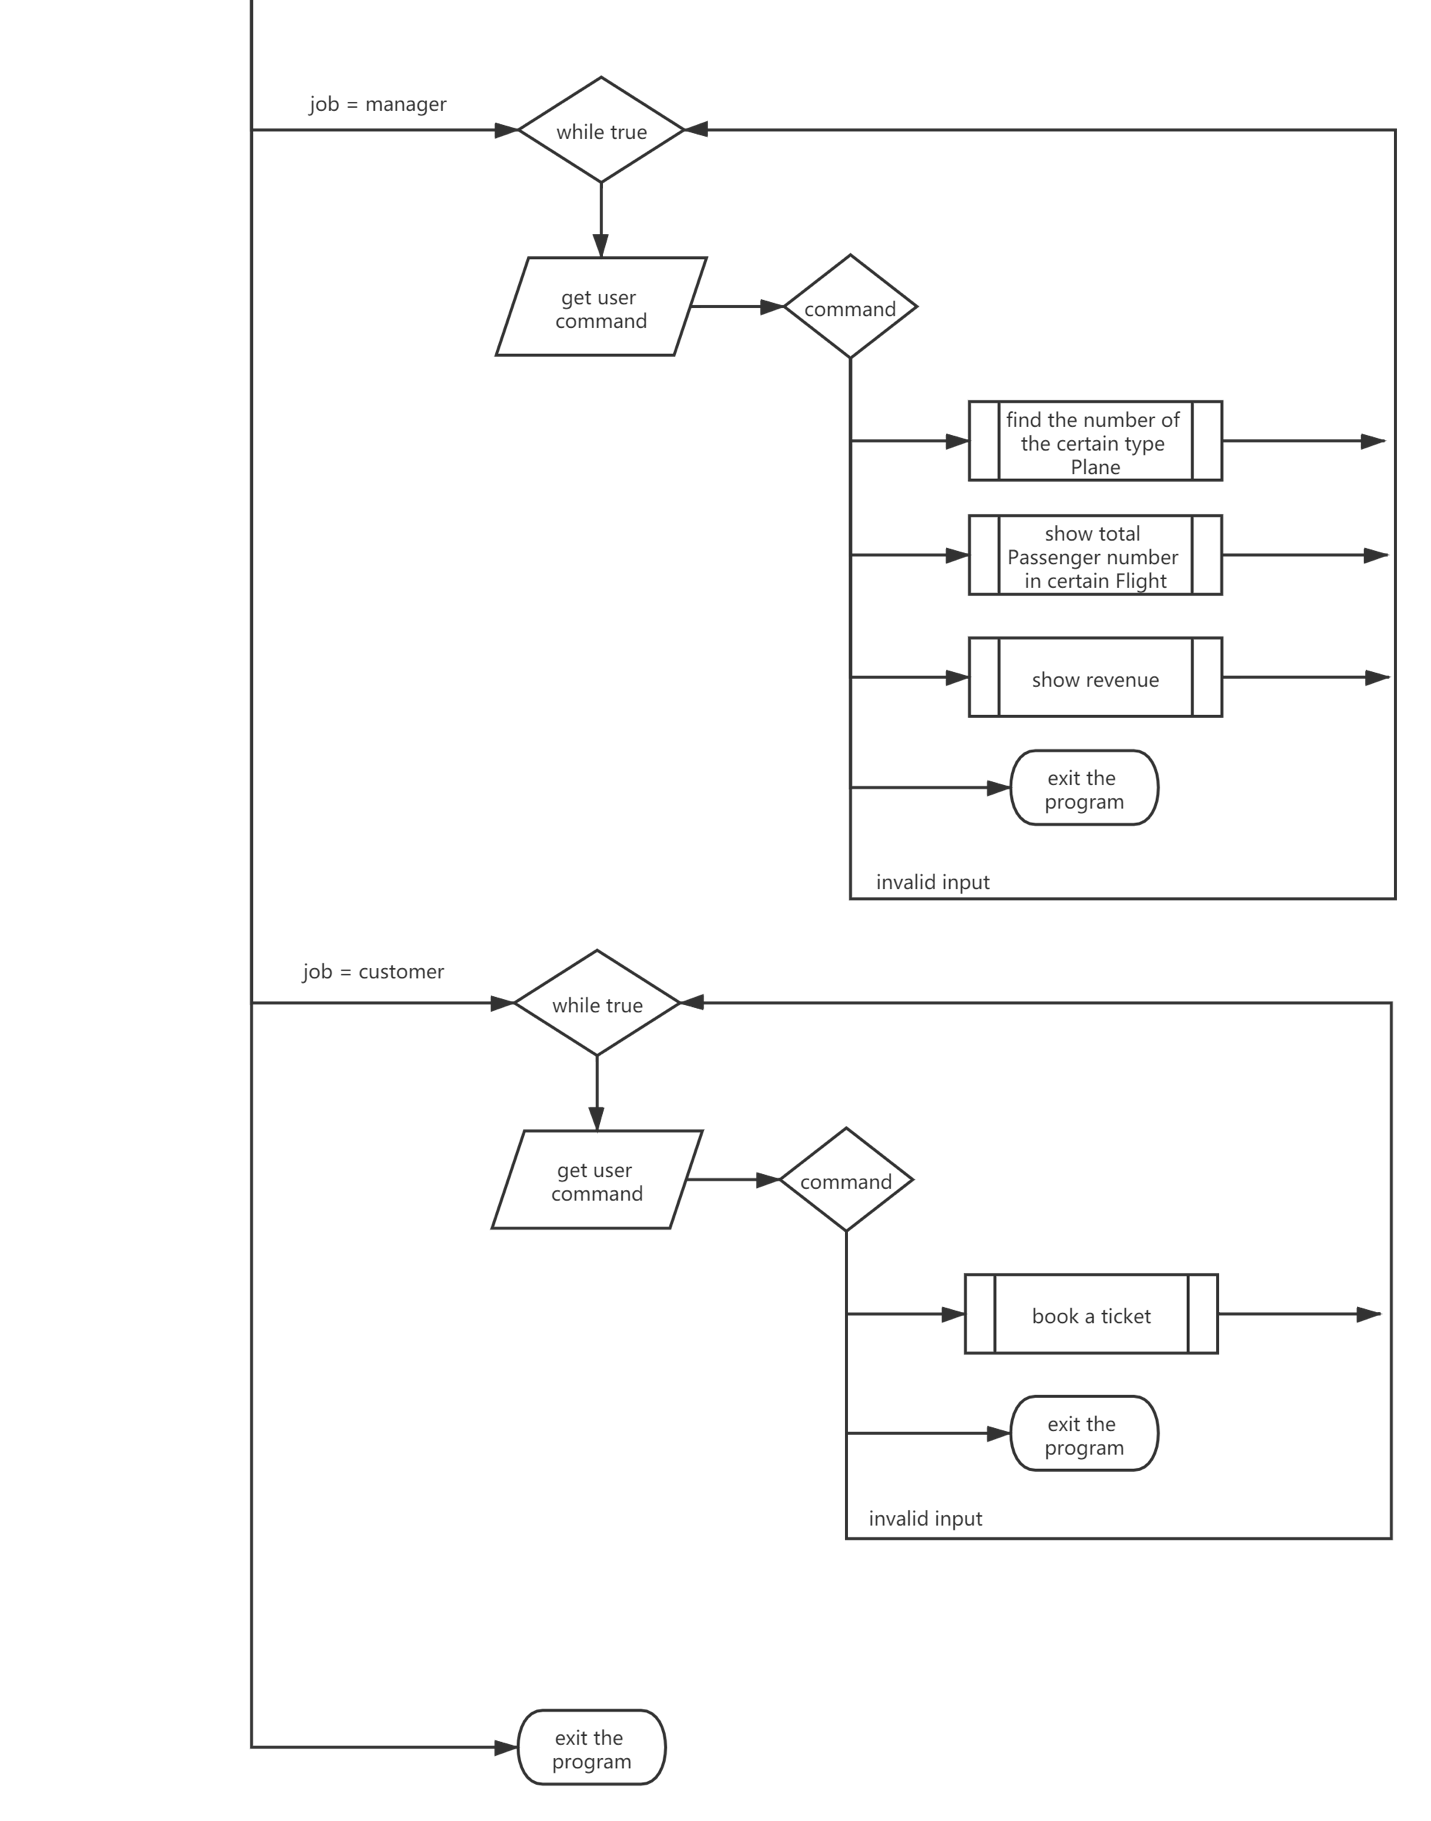 job = manager
while true
get user
command
command
find the number of
the certain type
Plane
show total
Passenger number
in certain Flight
show revenue
exit the
program
invalid input
job = customer
while true
get user
command
command
book a ticket
exit the
program
invalid input
exit the
program